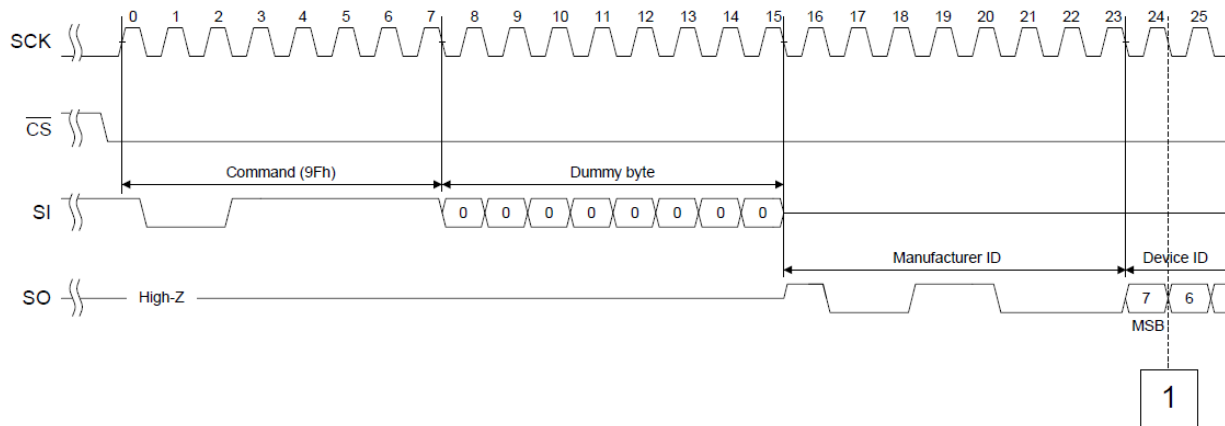 0 1 2 3 4 5 6 7 8 9 10 11 12 13 14 15 16 17 18 19 20 21 22 23 24 25
SCK
CS
Command (9Fh) Dummy byte
SI 0 0 0 0 0 0 0 0
Manufacturer ID Device ID
SO High-Z 7 6
MSB
1